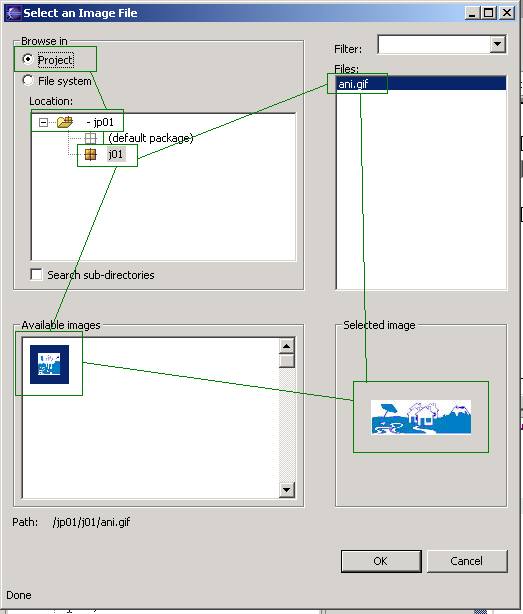 Select an Image File
Browse in
Project
File system
Location:
- jp01
(default package)
j01
Search sub-directories
Filter:
Files:
ani.gif
Available images
Selected image
Path: /jp01/j01/ani.gif
OK
Cancel
Done